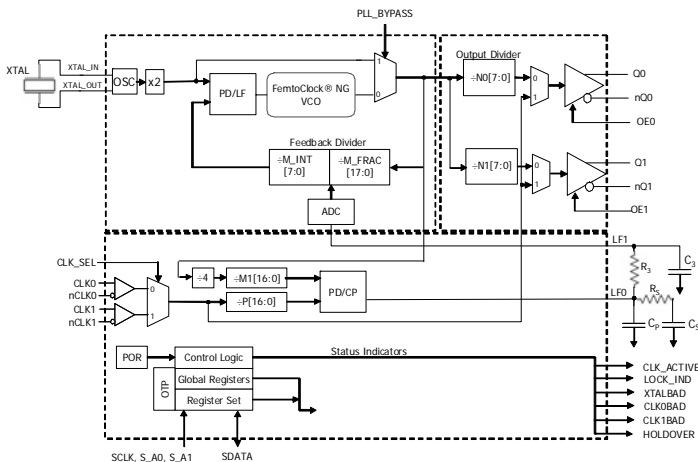 PLL_BYPASS
XTAL
XTAL_IN
XTAL_OUT
OSC
x2
PD/LF
FemtoClock® NG
VCO
1
0
Output Divider
÷N0[7:0]
0
1
Q0
nQ0
OE0
Feedback Divider
÷M_INT
[7:0]
÷M_FRAC
[17:0]
÷N1[7:0]
0
1
Q1
nQ1
OE1
ADC
LF1
CLK_SEL
CLK0
nCLK0
CLK1
nCLK1
0
1
÷4
÷M1[16:0]
÷P[16:0]
PD/CP
LF0
R3
RS
C3
CP
CS
POR
OTP
Control Logic
Global Registers
Register Set
Status Indicators
CLK_ACTIVE
LOCK_IND
XTALBAD
CLK0BAD
CLK1BAD
HOLDOVER
SCLK, S_A0, S_A1
SDATA